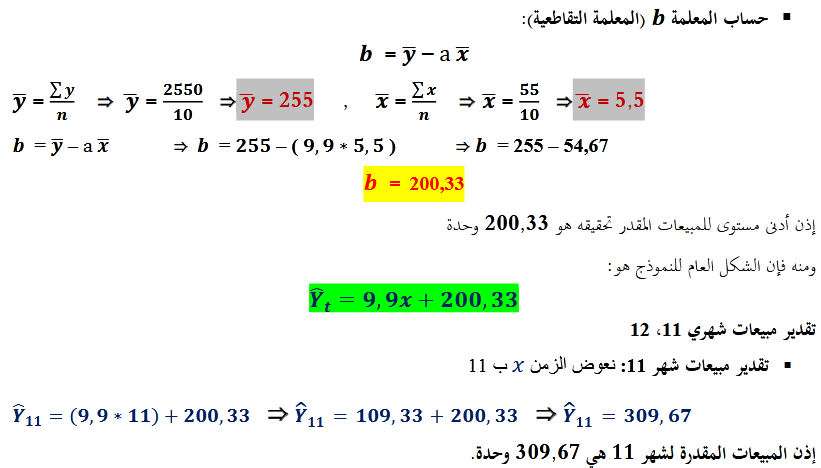 ▪ حساب المعلمة b (المعلمة التقاطعية):
b = y̅ – a x̅
y̅ = ∑y/n ⇒ y̅ = 2550/10 ⇒ y̅ = 255 , x̅ = ∑x/n ⇒ x̅ = 55/10 ⇒ x̅ = 5,5
b = y̅ – a x̅ ⇒ b = 255 – ( 9,9 * 5,5 ) ⇒ b = 255 – 54,67
b = 200,33
إذن أدنى مستوى للمبيعات المقدر تحقيقه هو 200,33 وحدة
ومنه فإن الشكل العام للنموذج هو:
Ŷt = 9,9x + 200,33
تقدير مبيعات شهري 11، 12
▪ تقدير مبيعات شهر 11: نعوض الزمن x ب 11
Ŷ11 = (9,9 * 11) + 200,33 ⇒ Ŷ11 = 109,33 + 200,33 ⇒ Ŷ11 = 309,67
إذن المبيعات المقدرة لشهر 11 هي 309,67 وحدة.